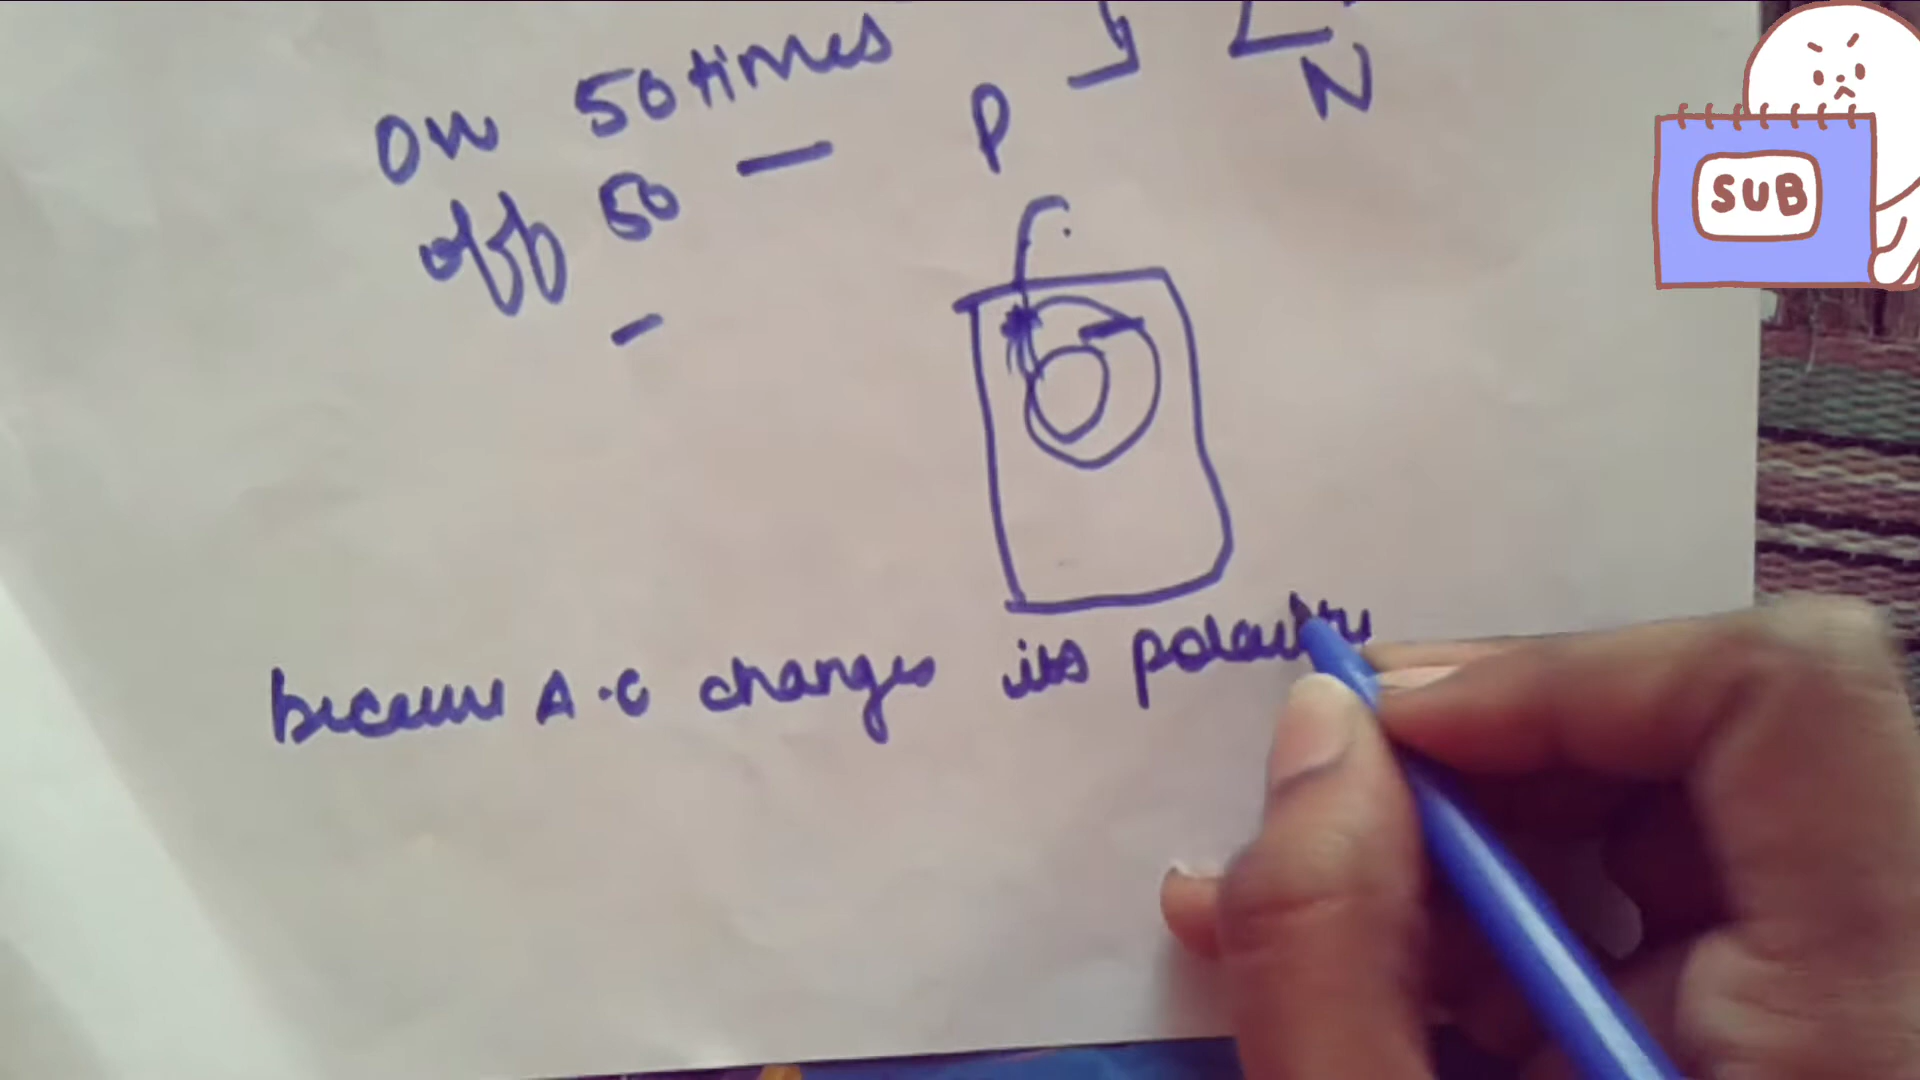 on 50 times
off 50
P
N
because A.C changes its polarity
SUB